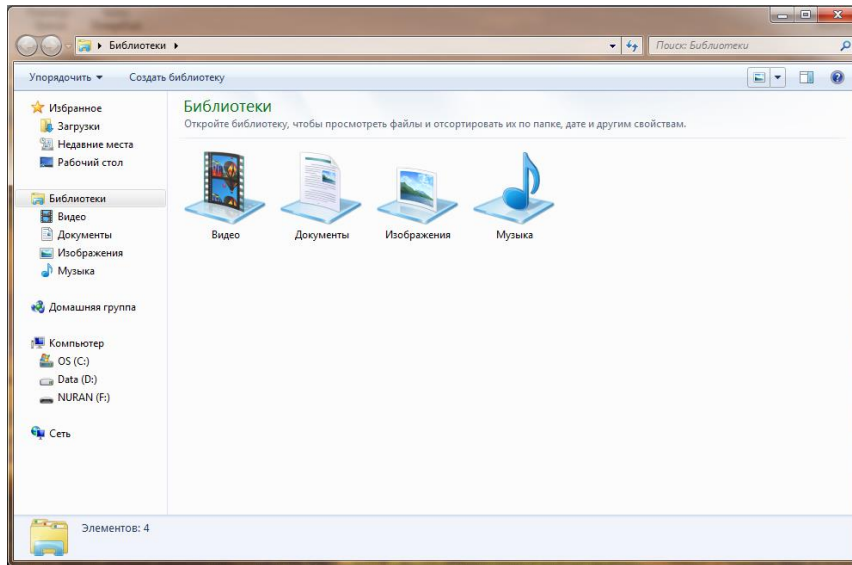 Библиотеки
Поиск: Библиотеки
Упорядочить
Создать библиотеку
Избранное
Загрузки
Недавние места
Рабочий стол
Библиотеки
Видео
Документы
Изображения
Музыка
Домашняя группа
Компьютер
OS (C:)
Data (D:)
NURAN (F:)
Сеть
Библиотеки
Откройте библиотеку, чтобы просмотреть файлы и отсортировать их по папке, дате и другим свойствам.
Видео Документы Изображения Музыка
Элементов: 4